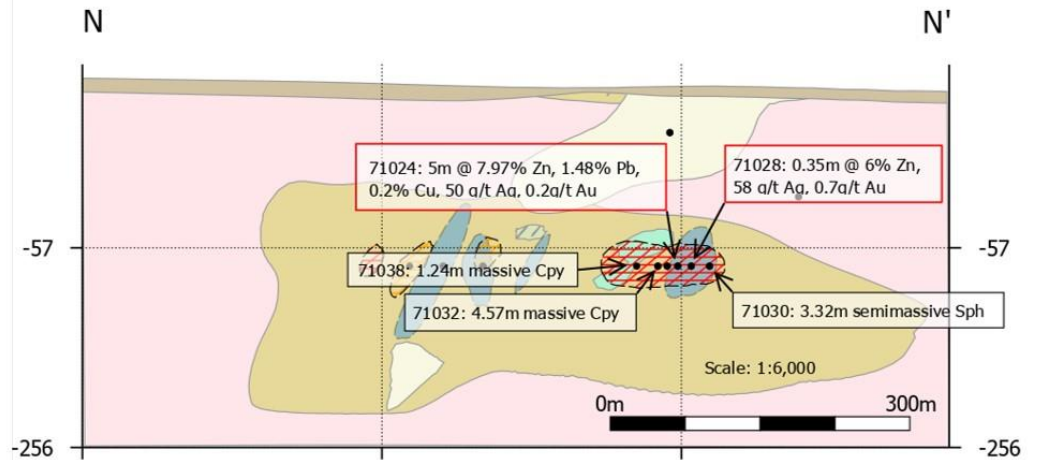 N N'
71024: 5m @ 7.97% Zn, 1.48% Pb,
0.2% Cu, 50 g/t Ag, 0.2g/t Au
71028: 0.35m @ 6% Zn,
58 g/t Ag, 0.7g/t Au
-57 -57
71038: 1.24m massive Cpy
71032: 4.57m massive Cpy
71030: 3.32m semimassive Sph
Scale: 1:6,000
0m 300m
-256 -256